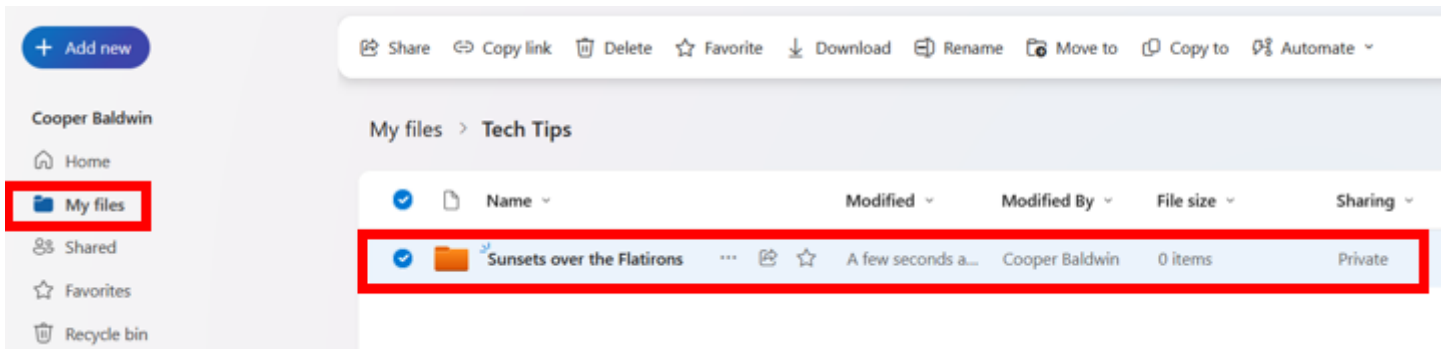 Add new
Share Copy link Delete Favorite Download Rename Move to Copy to Automate
Cooper Baldwin
My files > Tech Tips
Home
My files
Name Modified Modified By File size Sharing
Shared
Sunsets over the Flatirons ... A few seconds a... Cooper Baldwin 0 items Private
Favorites
Recycle bin